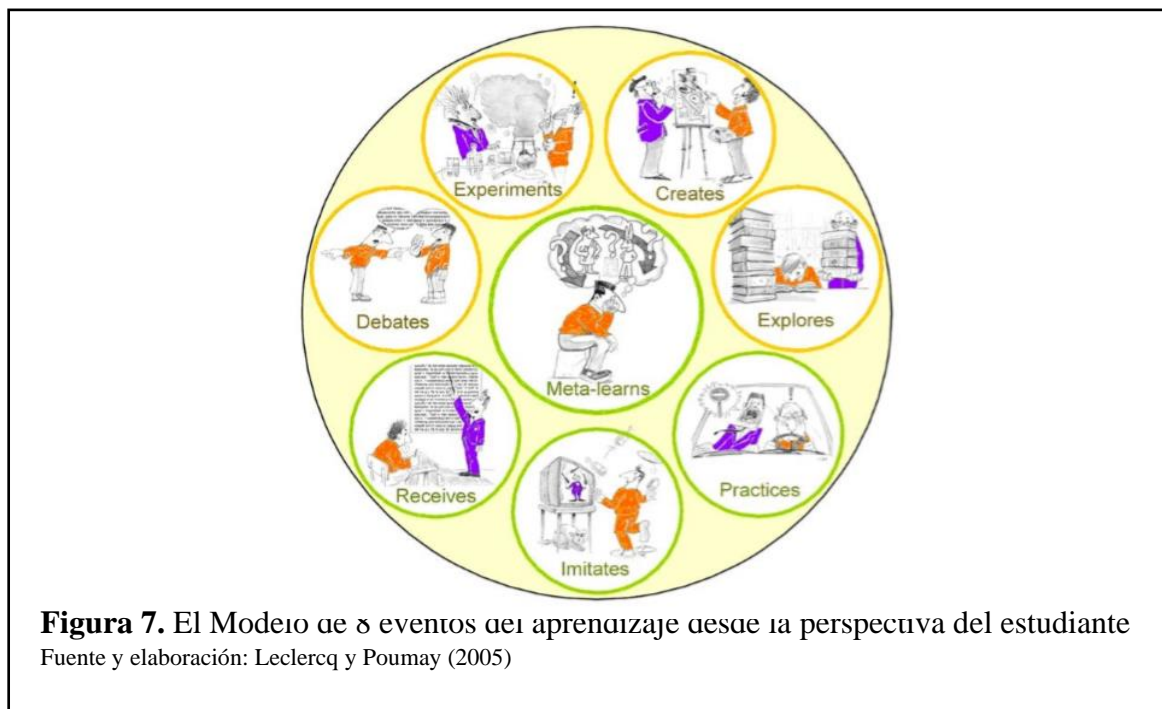 Experiments
Creates
Debates
Explores
Meta-learns
Receives
Practices
Imitates
Figura 7. El Modelo de 8 eventos del aprendizaje desde la perspectiva del estudiante
Fuente y elaboración: Leclercq y Poumay (2005)